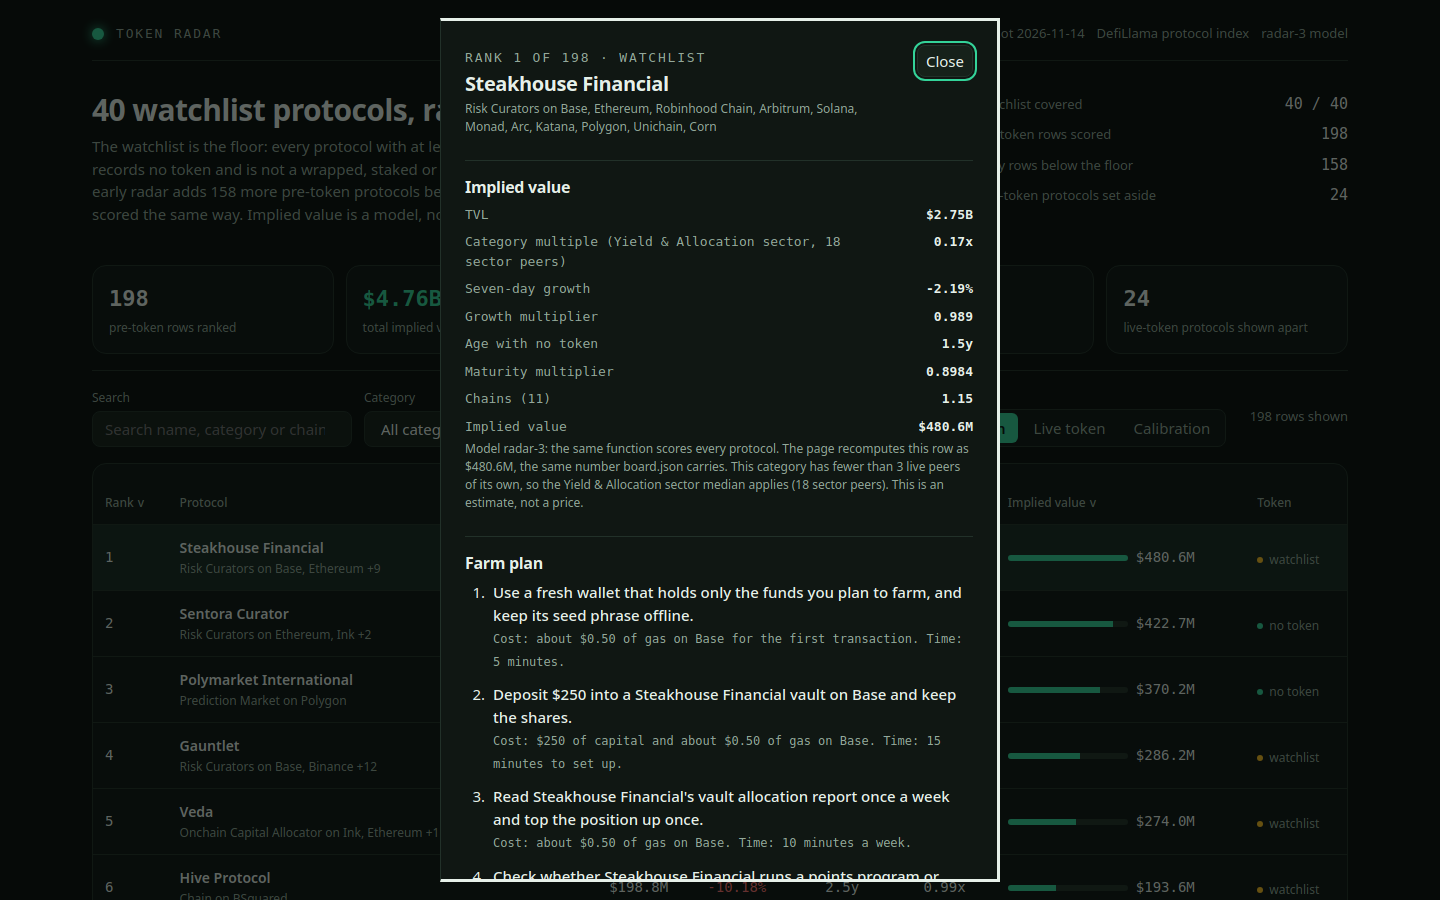 TOKEN RADAR
ot 2026-11-14 DefiLlama protocol index radar-3 model
40 watchlist protocols, ra
The watchlist is the floor: every protocol with at le
records no token and is not a wrapped, staked or
early radar adds 158 more pre-token protocols be
scored the same way. Implied value is a model, no
chlist covered 40 / 40
token rows scored 198
y rows below the floor 158
-token protocols set aside 24
198
pre-token rows ranked
$4.76B
total implied v
24
live-token protocols shown apart
Search
Category
Search name, category or chain
All categ
Live token
Calibration
198 rows shown
Rank v Protocol Implied value v Token
1 Steakhouse Financial
Risk Curators on Base, Ethereum +9
$480.6M watchlist
2 Sentora Curator
Risk Curators on Ethereum, Ink +2
$422.7M no token
3 Polymarket International
Prediction Market on Polygon
$370.2M no token
4 Gauntlet
Risk Curators on Base, Binance +12
$286.2M watchlist
5 Veda
Onchain Capital Allocator on Ink, Ethereum +1
$274.0M watchlist
6 Hive Protocol
Chain on BSquared
$198.8M -10.18% 2.5y 0.99x $193.6M watchlist
RANK 1 OF 198 · WATCHLIST
Steakhouse Financial
Risk Curators on Base, Ethereum, Robinhood Chain, Arbitrum, Solana,
Monad, Arc, Katana, Polygon, Unichain, Corn
Close
Implied value
TVL $2.75B
Category multiple (Yield & Allocation sector, 18 0.17x
sector peers)
Seven-day growth -2.19%
Growth multiplier 0.989
Age with no token 1.5y
Maturity multiplier 0.8984
Chains (11) 1.15
Implied value $480.6M
Model radar-3: the same function scores every protocol. The page recomputes this row as
$480.6M, the same number board.json carries. This category has fewer than 3 live peers
of its own, so the Yield & Allocation sector median applies (18 sector peers). This is an
estimate, not a price.
Farm plan
1. Use a fresh wallet that holds only the funds you plan to farm, and
keep its seed phrase offline.
Cost: about $0.50 of gas on Base for the first transaction. Time:
5 minutes.
2. Deposit $250 into a Steakhouse Financial vault on Base and keep
the shares.
Cost: $250 of capital and about $0.50 of gas on Base. Time: 15
minutes to set up.
3. Read Steakhouse Financial's vault allocation report once a week
and top the position up once.
Cost: about $0.50 of gas on Base. Time: 10 minutes a week.
4. Check whether Steakhouse Financial runs a points program or